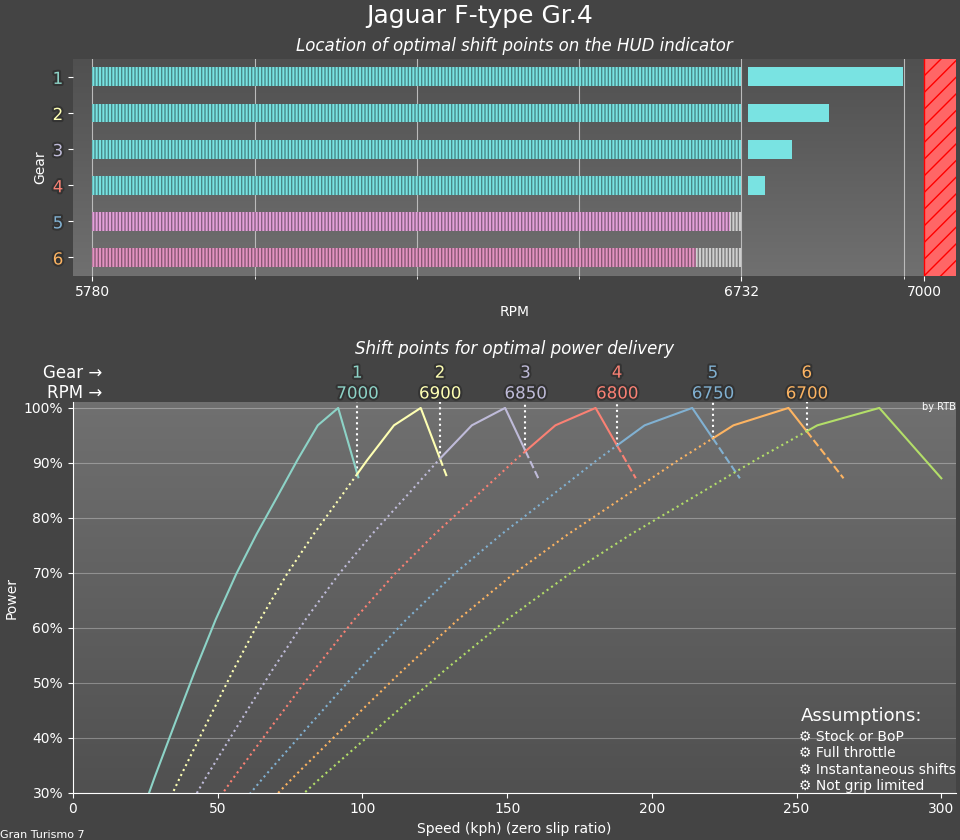 Jaguar F-type Gr.4
Location of optimal shift points on the HUD indicator
Gear
1
2
3
4
5
6
5780 6732 7000
RPM
Shift points for optimal power delivery
Gear → 1 2 3 4 5 6
RPM → 7000 6900 6850 6800 6750 6700
by RTB
Power
100%
90%
80%
70%
60%
50%
40%
30%
Assumptions:
⚙ Stock or BoP
⚙ Full throttle
⚙ Instantaneous shifts
⚙ Not grip limited
0 50 100 150 200 250 300
Speed (kph) (zero slip ratio)
Gran Turismo 7